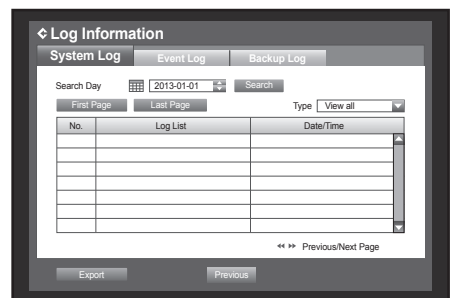 Log Information
System Log Event Log Backup Log
Search Day 2013-01-01 Search
First Page Last Page Type View all
No. Log List Date/Time
Previous/Next Page
Export Previous